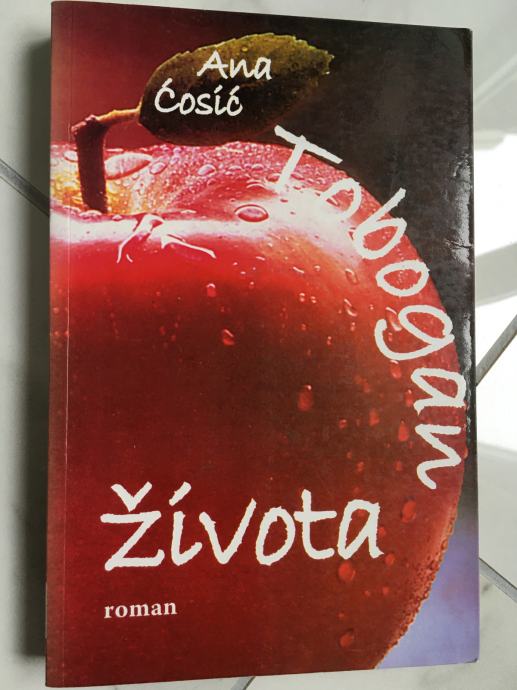 Ana
Ćosić
Tobogan
života
roman